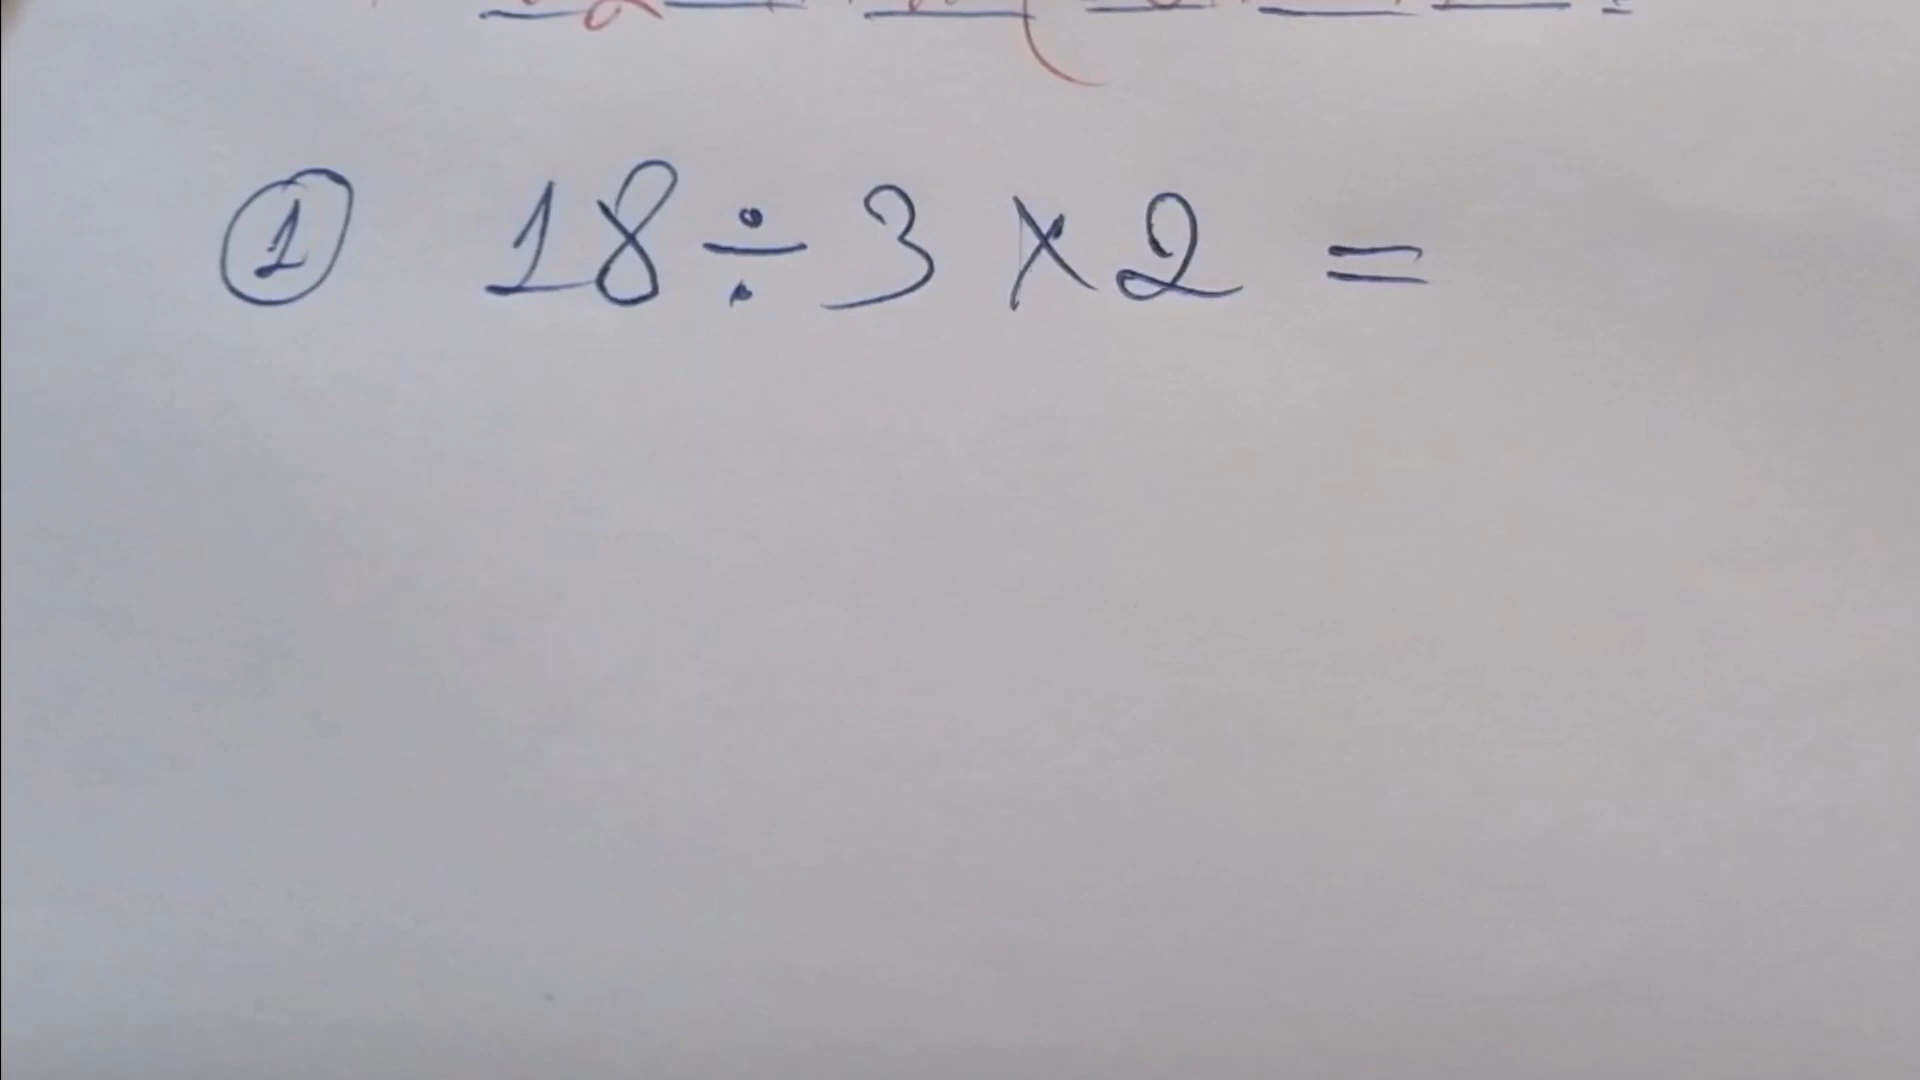 ① 18 ÷ 3 × 2 =